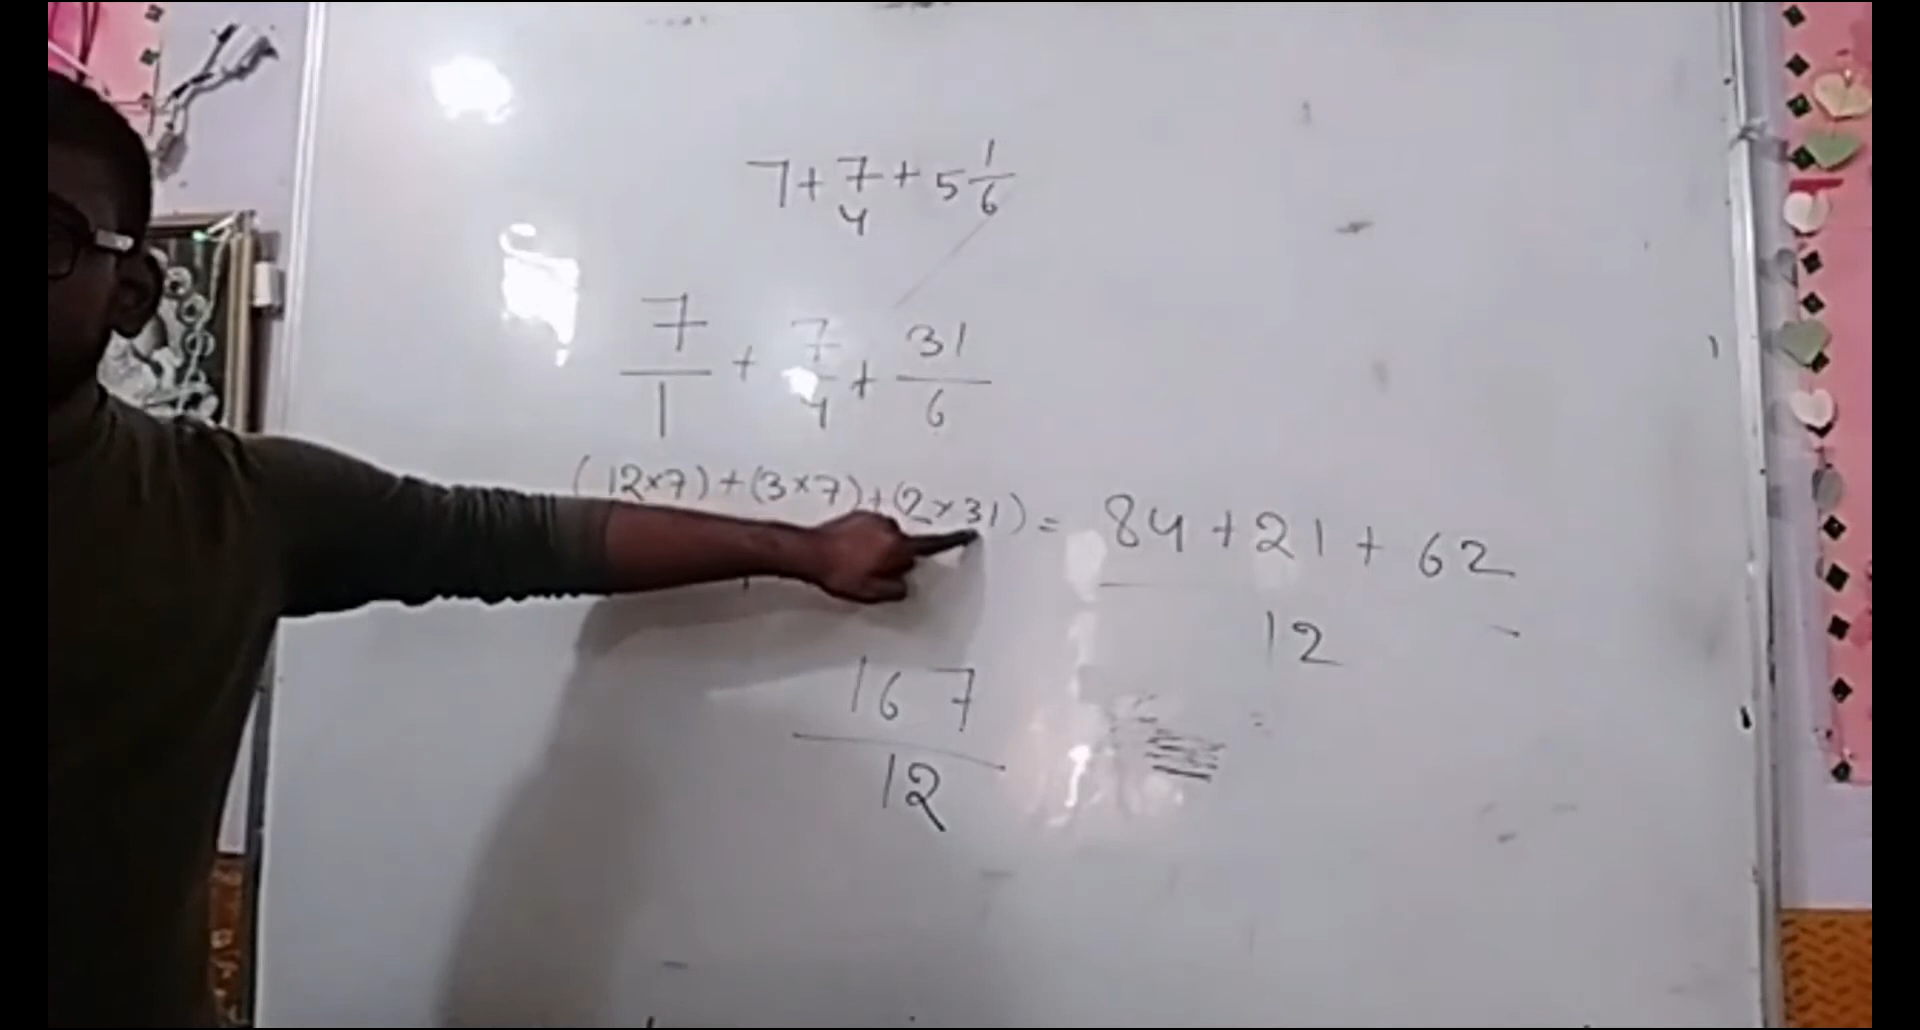 7 + 7/4 + 5 1/6
7/1 + 7/4 + 31/6
(12×7) + (3×7) + (2×31) = 84 + 21 + 62
12
167/12